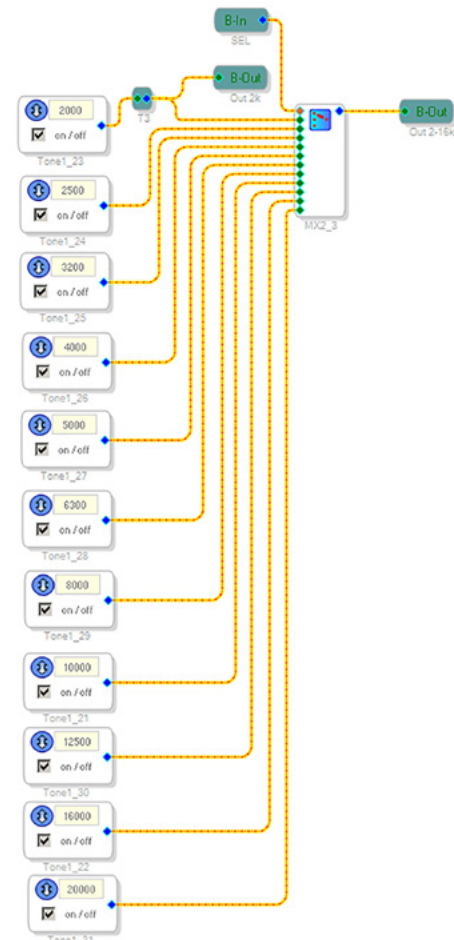 B-In
SEL
B-Out
Out 2k
T3
2000
on / off
Tone1_23
B-Out
Out 2-16k
MX2_3
2500
on / off
Tone1_24
3200
on / off
Tone1_25
4000
on / off
Tone1_26
5000
on / off
Tone1_27
6300
on / off
Tone1_28
8000
on / off
Tone1_29
10000
on / off
Tone1_21
12500
on / off
Tone1_30
16000
on / off
Tone1_22
20000
on / off
Tone1_31